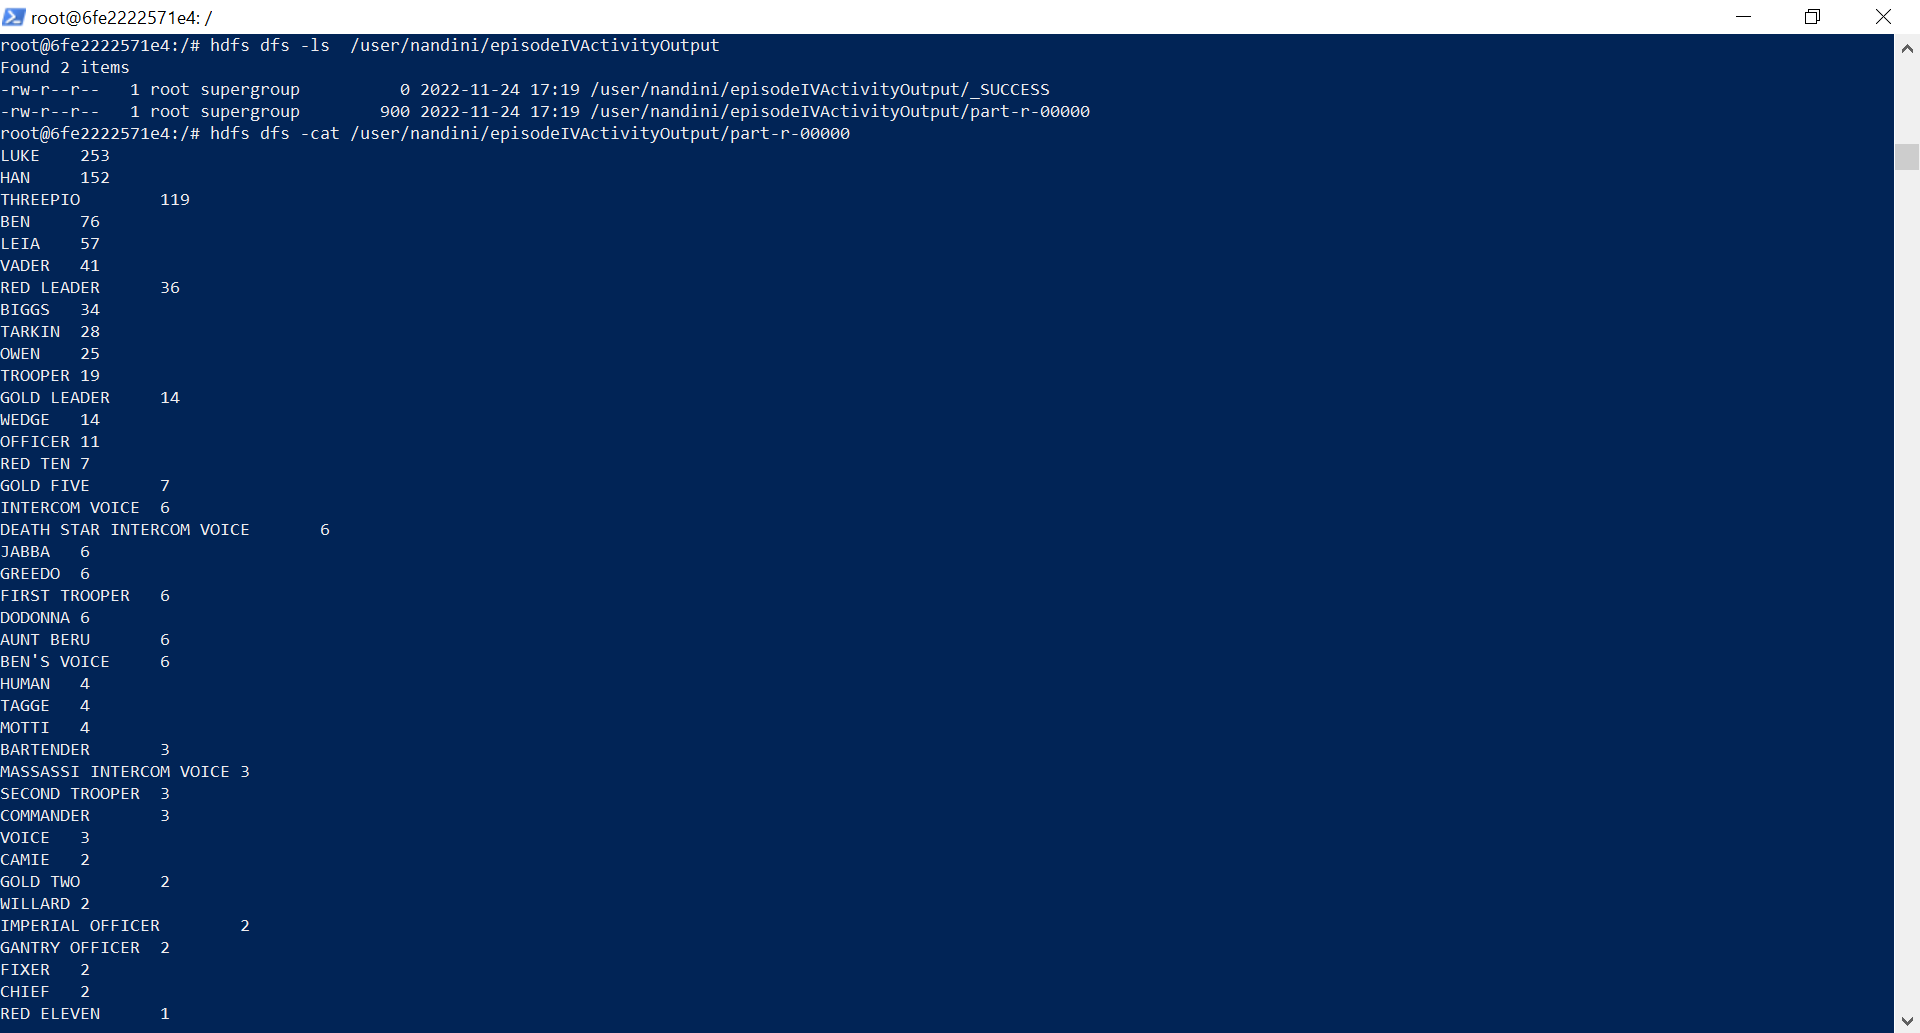 root@6fe2222571e4: /
root@6fe2222571e4:/# hdfs dfs -ls  /user/nandini/episodeIVActivityOutput
Found 2 items
-rw-r--r--   1 root supergroup          0 2022-11-24 17:19 /user/nandini/episodeIVActivityOutput/_SUCCESS
-rw-r--r--   1 root supergroup        900 2022-11-24 17:19 /user/nandini/episodeIVActivityOutput/part-r-00000
root@6fe2222571e4:/# hdfs dfs -cat /user/nandini/episodeIVActivityOutput/part-r-00000
LUKE    253
HAN     152
THREEPIO        119
BEN     76
LEIA    57
VADER   41
RED LEADER      36
BIGGS   34
TARKIN  28
OWEN    25
TROOPER 19
GOLD LEADER     14
WEDGE   14
OFFICER 11
RED TEN 7
GOLD FIVE       7
INTERCOM VOICE  6
DEATH STAR INTERCOM VOICE       6
JABBA   6
GREEDO  6
FIRST TROOPER   6
DODONNA 6
AUNT BERU       6
BEN'S VOICE     6
HUMAN   4
TAGGE   4
MOTTI   4
BARTENDER       3
MASSASSI INTERCOM VOICE 3
SECOND TROOPER  3
COMMANDER       3
VOICE   3
CAMIE   2
GOLD TWO        2
WILLARD 2
IMPERIAL OFFICER        2
GANTRY OFFICER  2
FIXER   2
CHIEF   2
RED ELEVEN      1